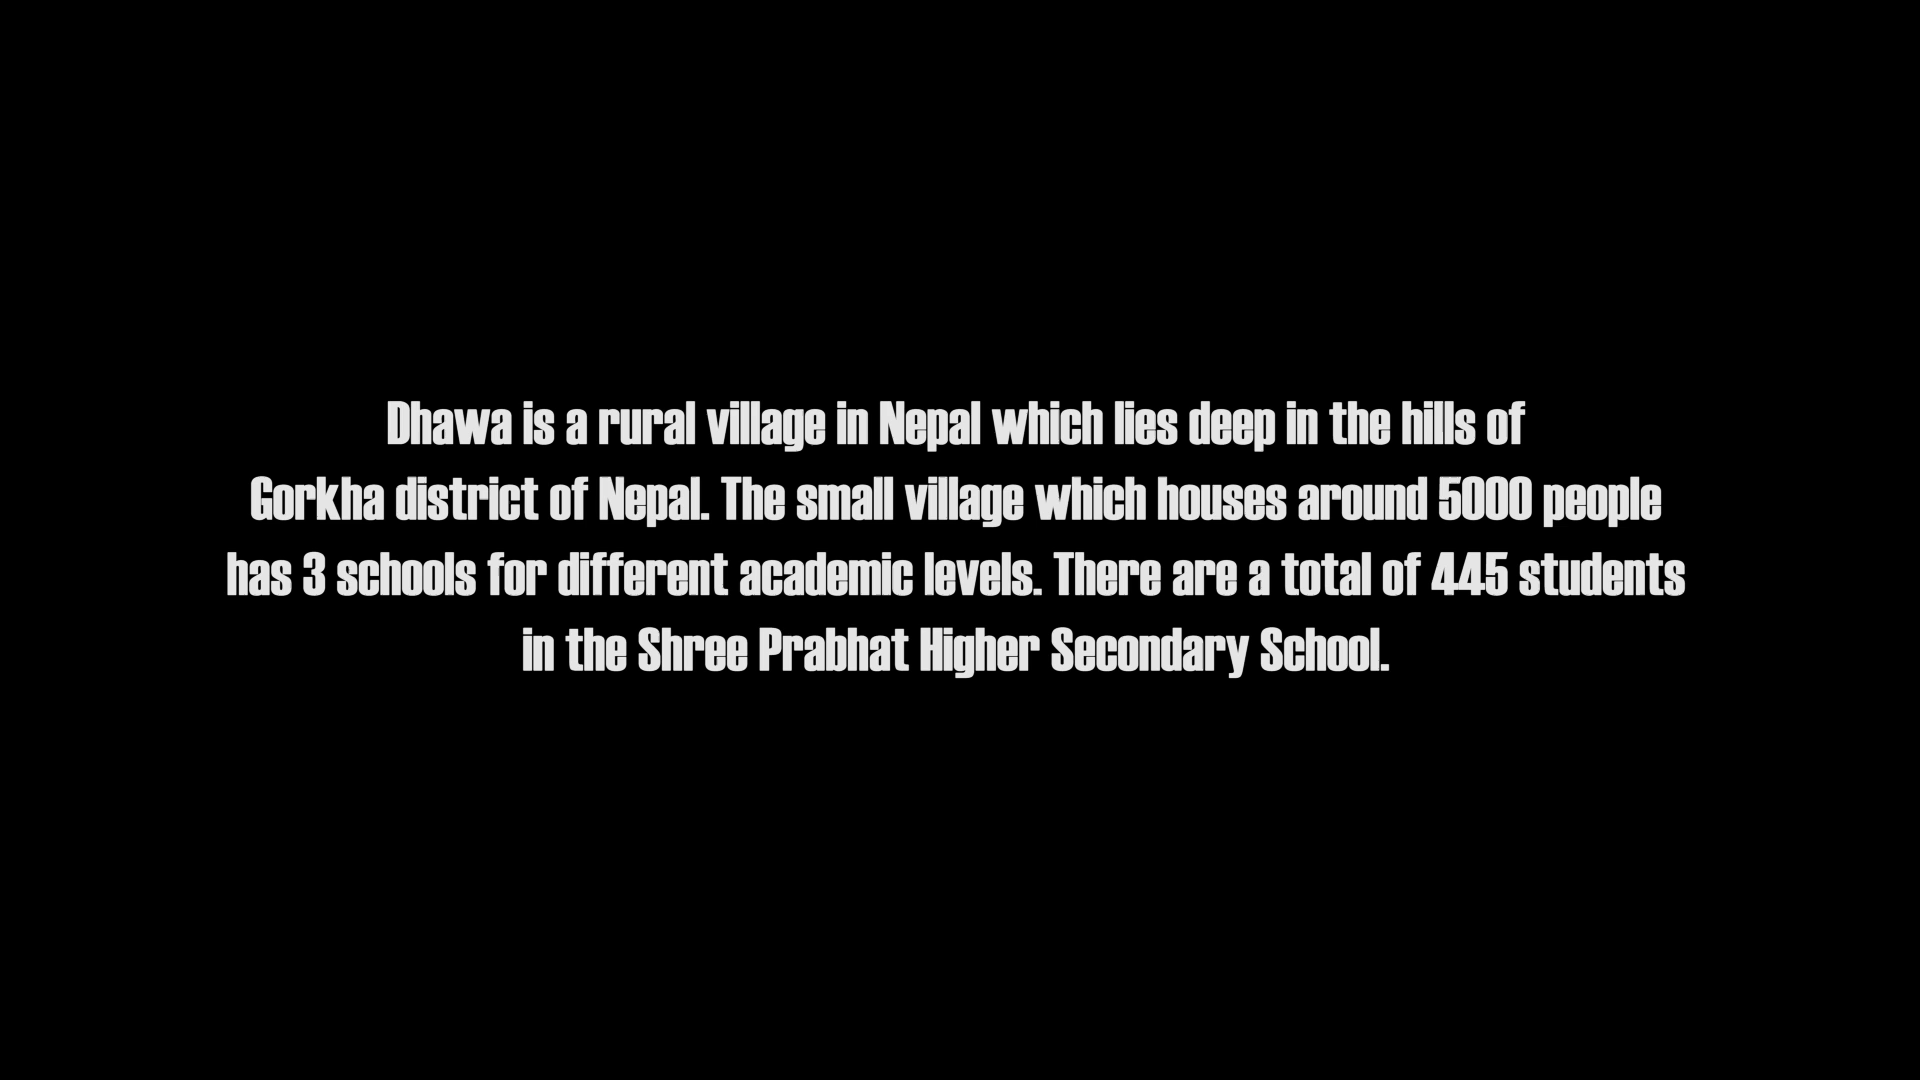 Dhawa is a rural village in Nepal which lies deep in the hills of
Gorkha district of Nepal. The small village which houses around 5000 people
has 3 schools for different academic levels. There are a total of 445 students
in the Shree Prabhat Higher Secondary School.